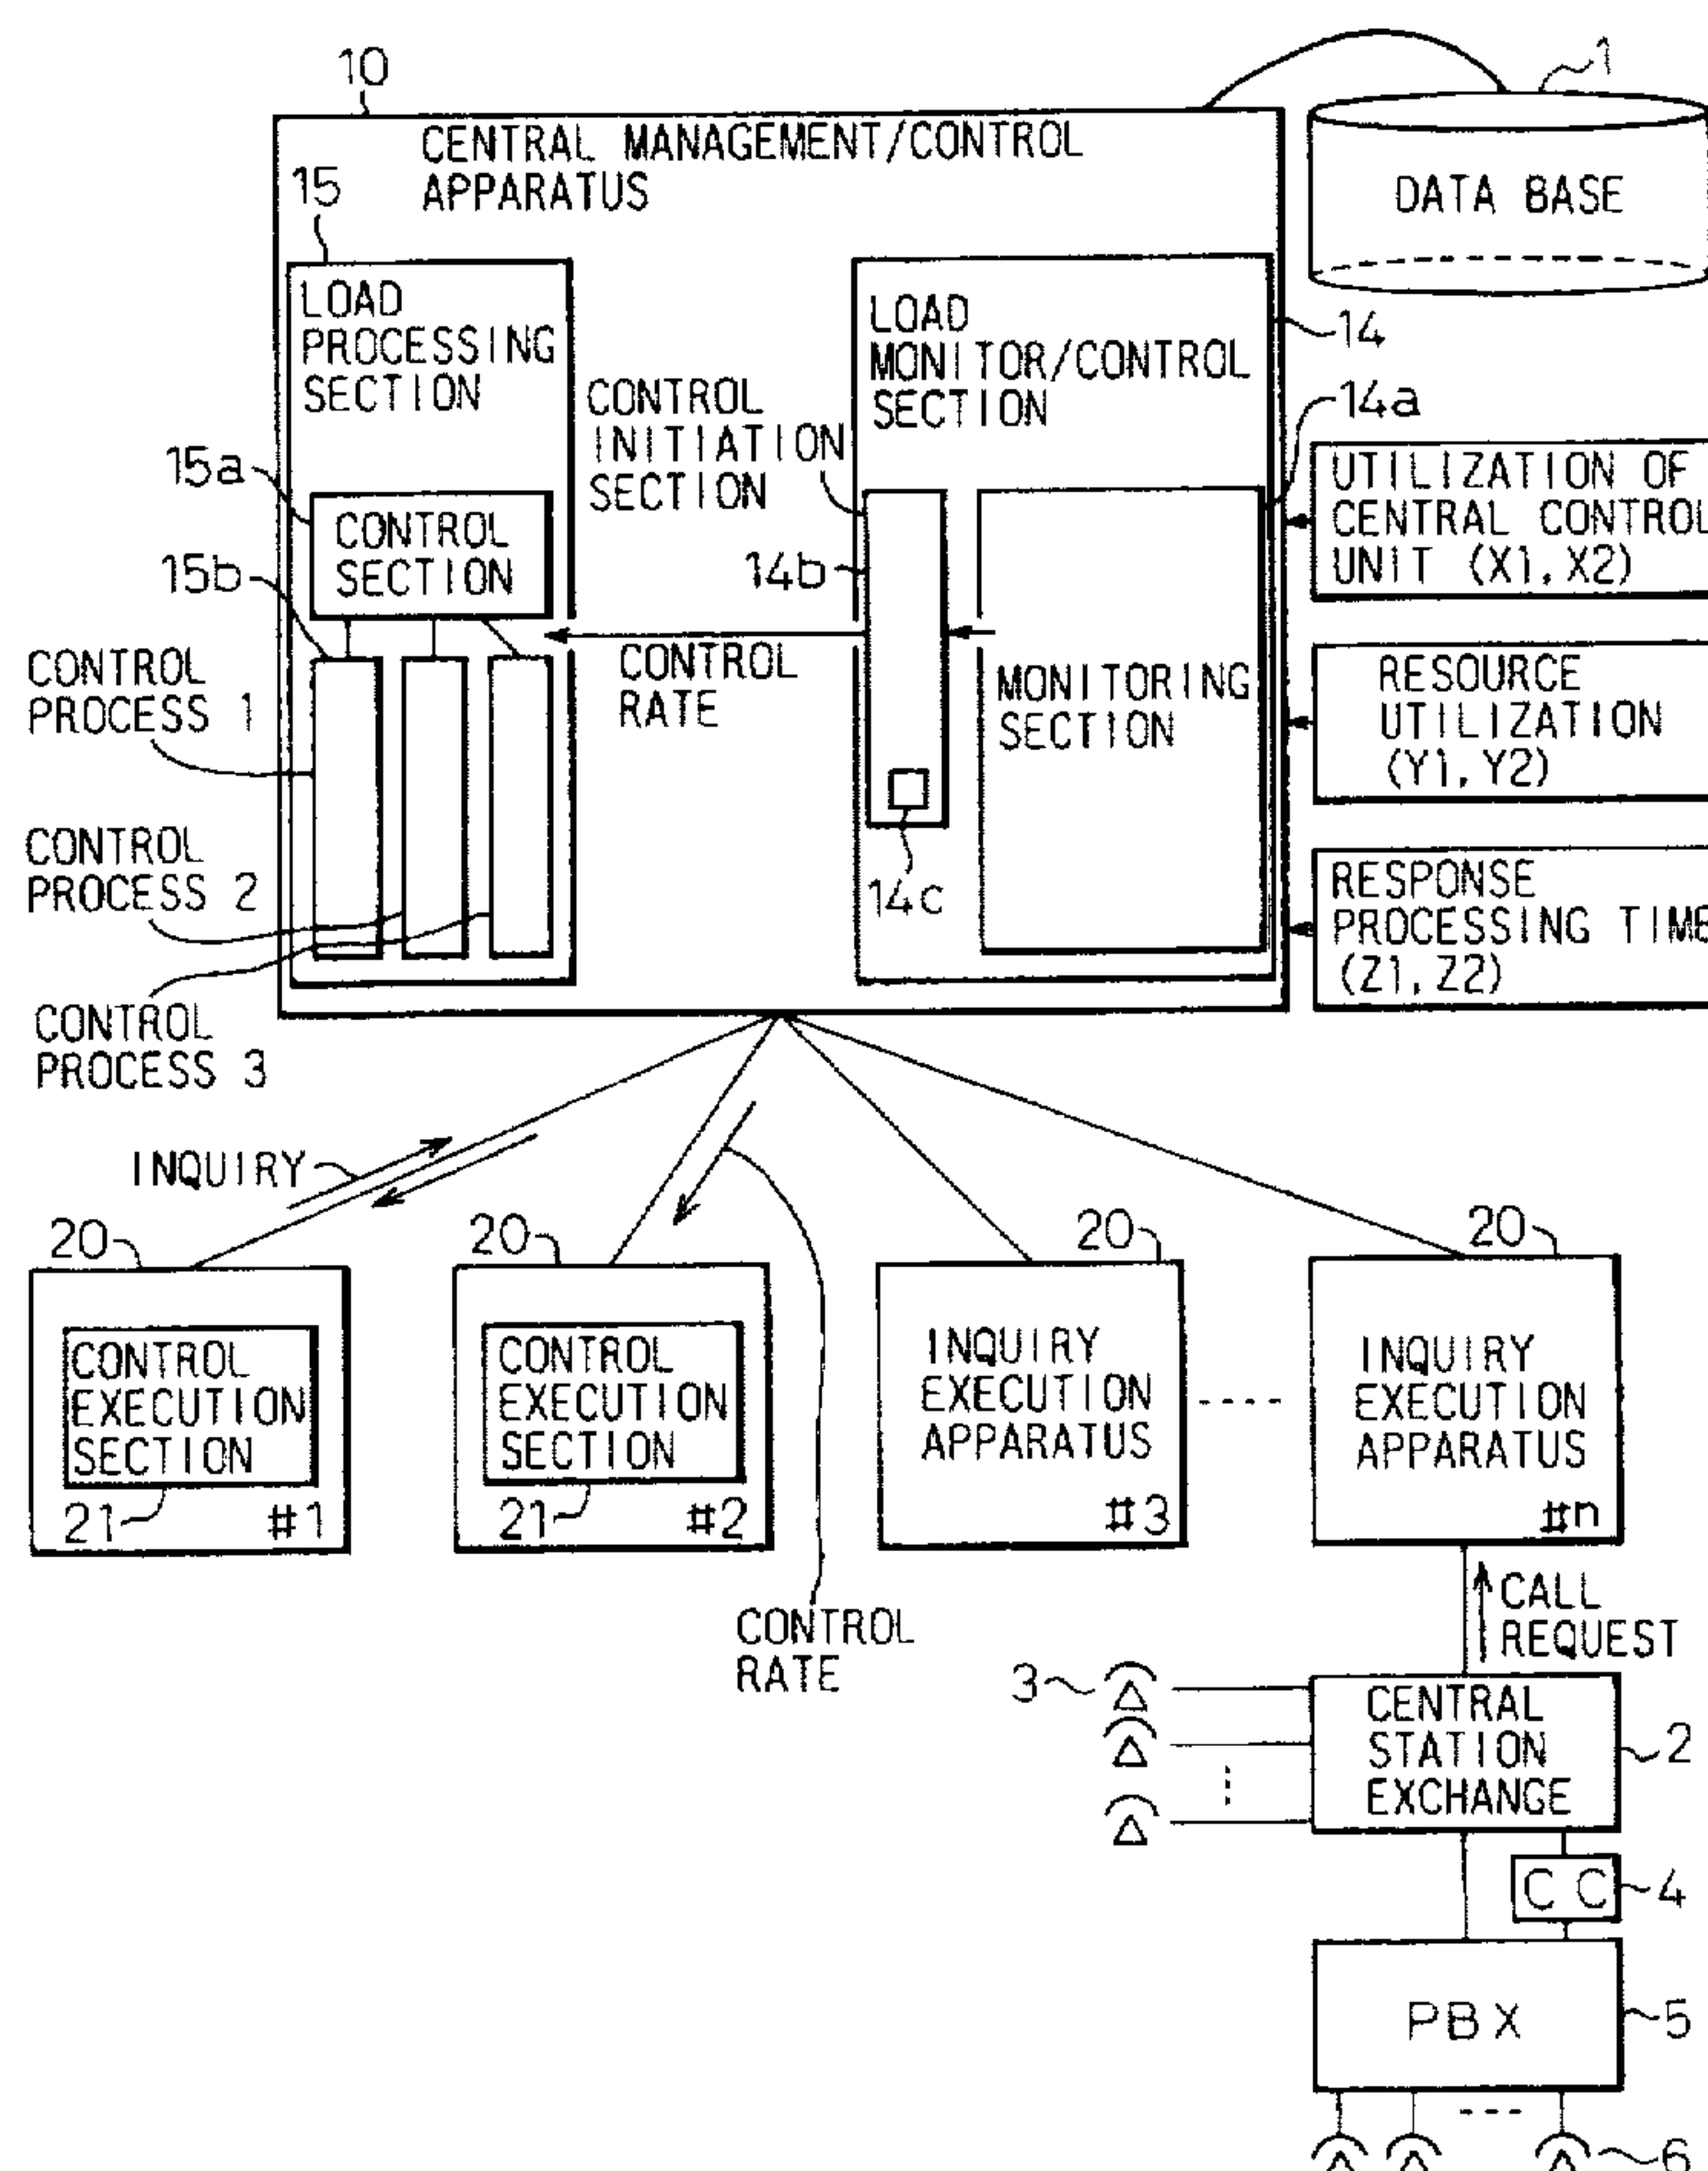 10
1
CENTRAL MANAGEMENT/CONTROL
APPARATUS
DATA BASE
15
LOAD
PROCESSING
SECTION
LOAD
MONITOR/CONTROL
SECTION
14
14a
CONTROL
INITIATION
SECTION
15a
CONTROL
SECTION
15b
14b
UTILIZATION OF
CENTRAL CONTROL
UNIT (X1, X2)
CONTROL
PROCESS 1
CONTROL
RATE
MONITORING
SECTION
RESOURCE
UTILIZATION
(Y1, Y2)
CONTROL
PROCESS 2
14c
RESPONSE
PROCESSING TIME
(Z1, Z2)
CONTROL
PROCESS 3
INQUIRY
20
20
20
20
CONTROL
EXECUTION
SECTION
21
#1
CONTROL
EXECUTION
SECTION
21
#2
INQUIRY
EXECUTION
APPARATUS
#3
INQUIRY
EXECUTION
APPARATUS
#n
CONTROL
RATE
CALL
REQUEST
3
CENTRAL
STATION
EXCHANGE
2
CC
4
PBX
5
6